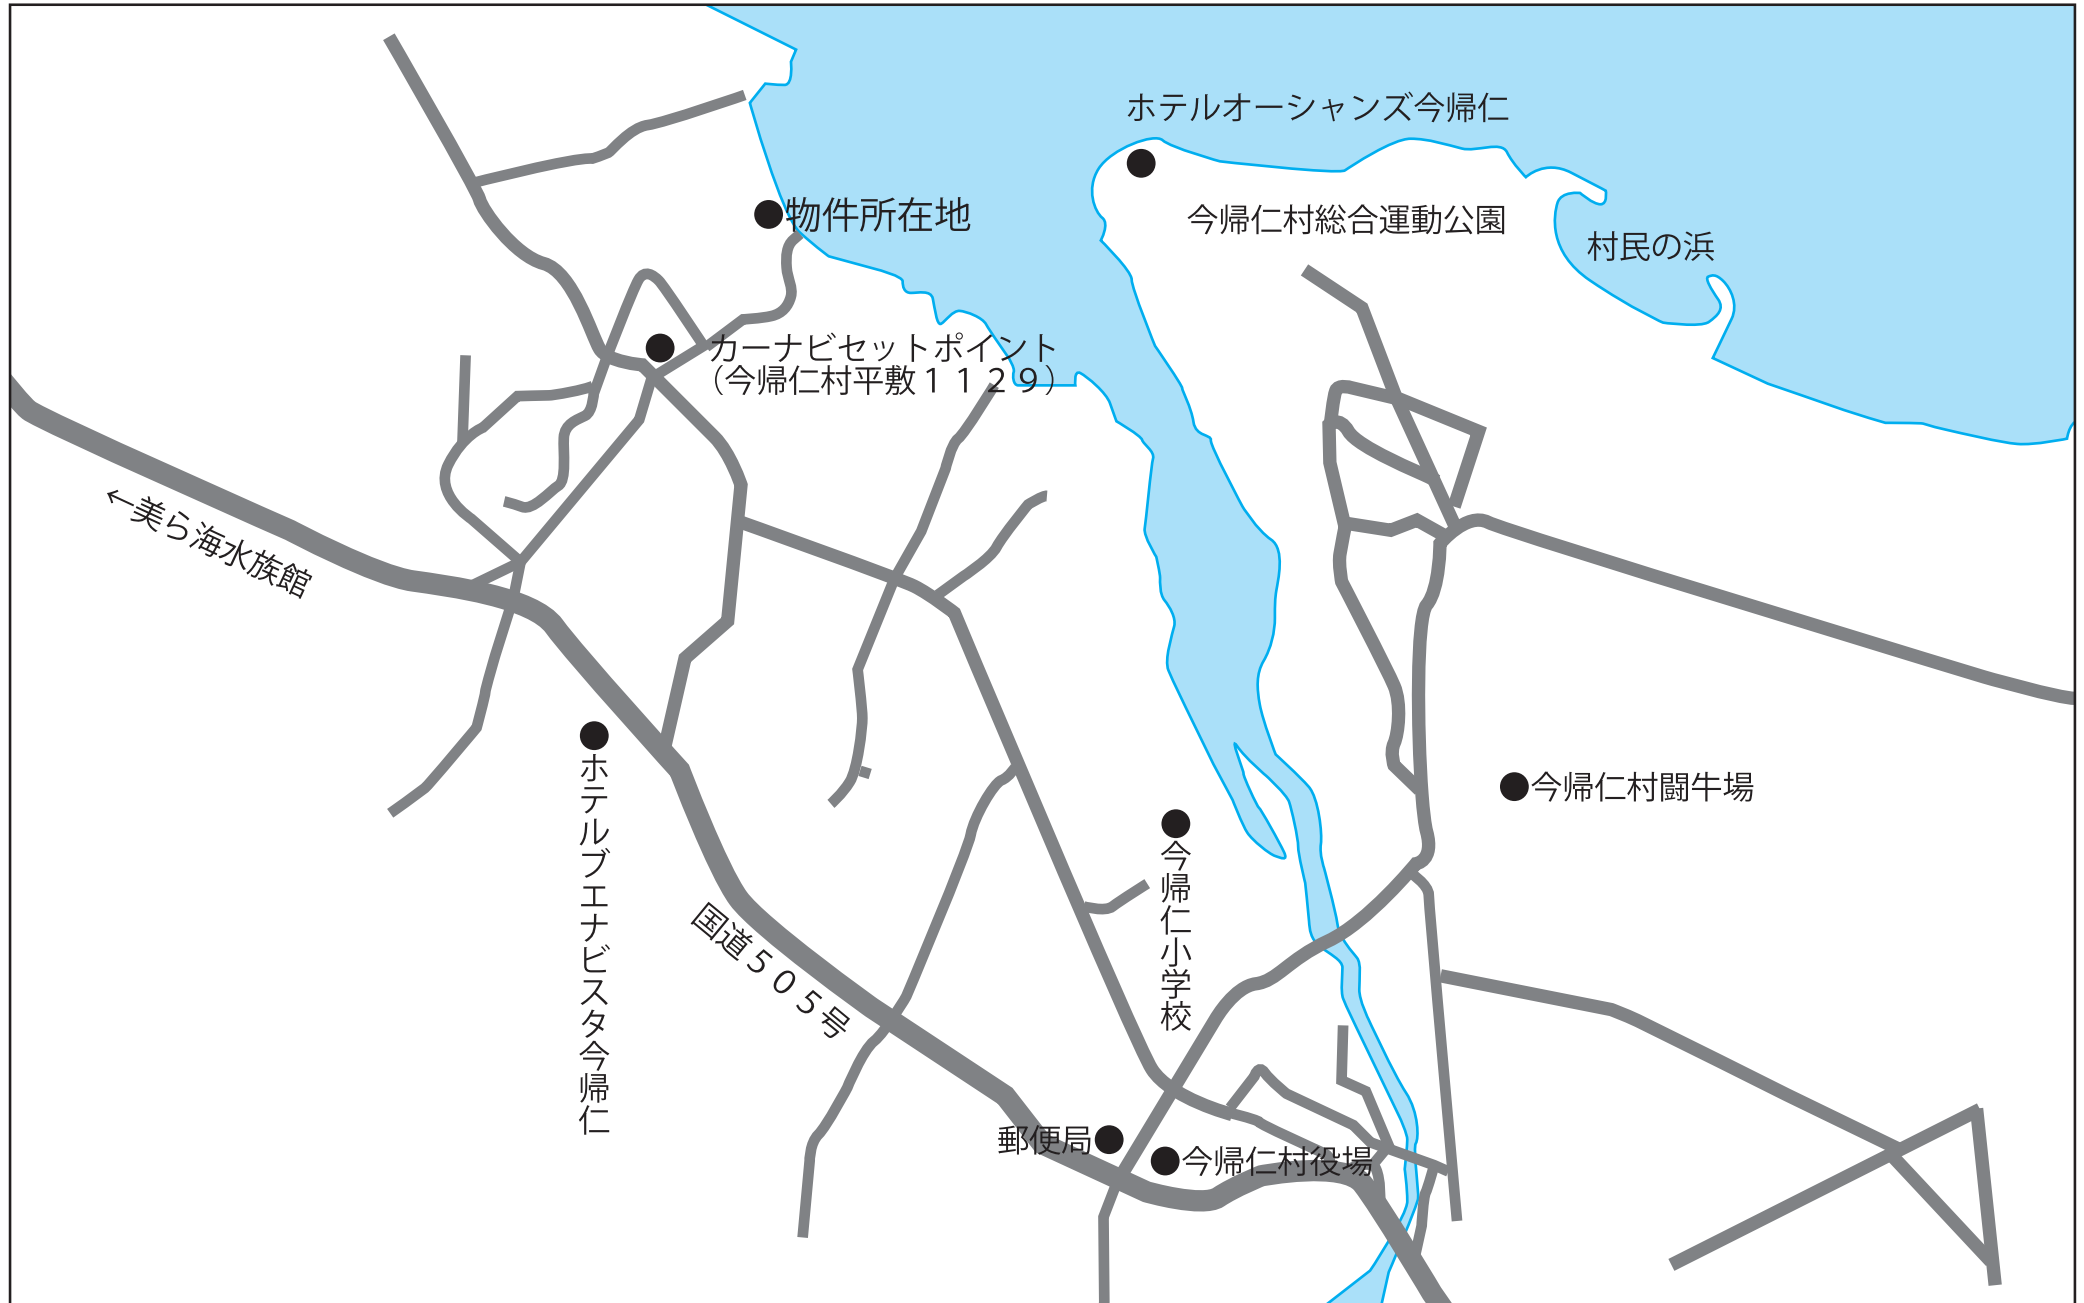 ホテルオーシャンズ今帰仁
物件所在地
今帰仁村総合運動公園
村民の浜
カーナビセットポイント
（今帰仁村平敷１１２９）
←美ら海水族館
ホテルブエナビスタ今帰仁
今帰仁村闘牛場
今帰仁小学校
国道５０５号
郵便局
今帰仁村役場